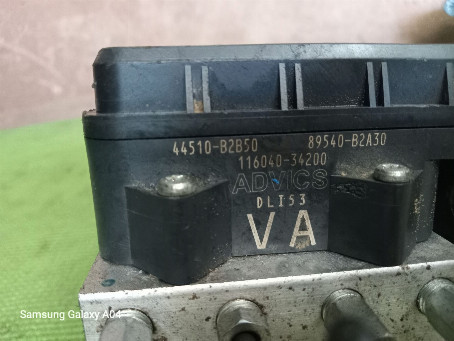 44510-B2B50 89540-B2A30
116040-34200
ADVICS
DLI53
VA
Samsung Galaxy A04